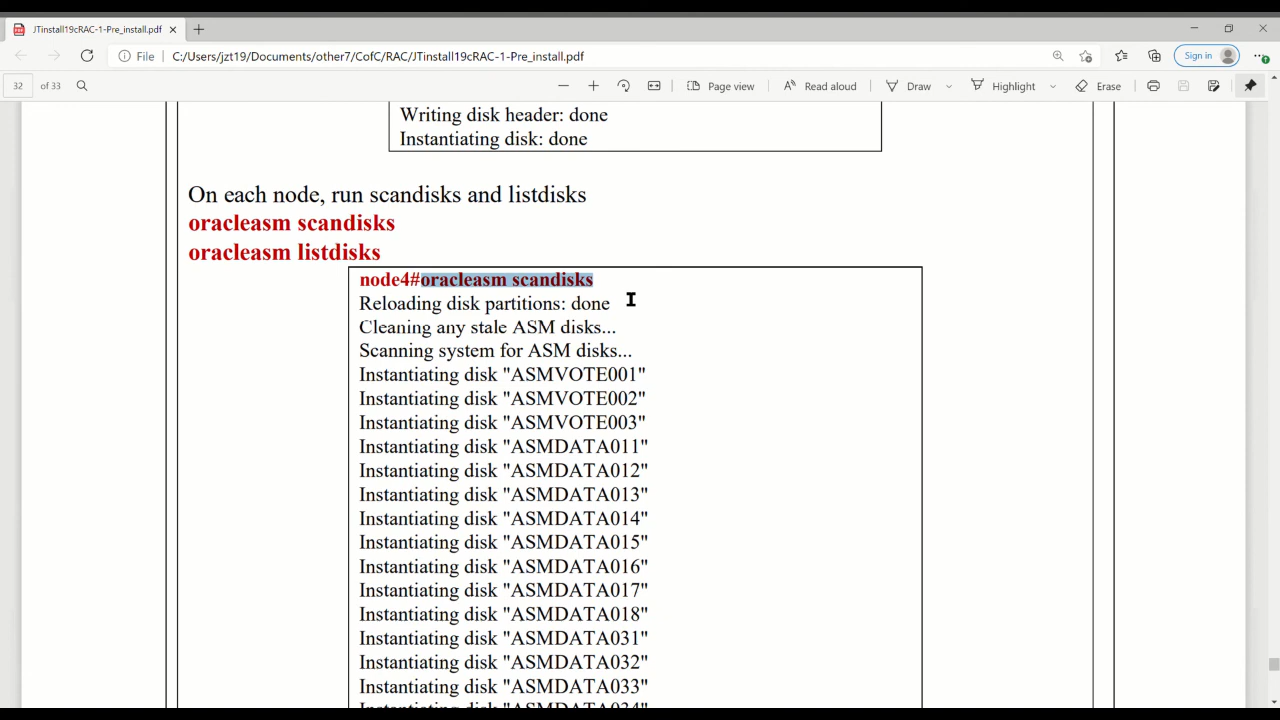 JTinstall19cRAC-1-Pre_install.pdf
File C:/Users/jzt19/Documents/other7/CofC/RAC/JTinstall19cRAC-1-Pre_install.pdf Sign in
32 of 33 Page view Read aloud Draw Highlight Erase
Writing disk header: done
Instantiating disk: done
On each node, run scandisks and listdisks
oracleasm scandisks
oracleasm listdisks
node4#oracleasm scandisks
Reloading disk partitions: done
Cleaning any stale ASM disks...
Scanning system for ASM disks...
Instantiating disk "ASMVOTE001"
Instantiating disk "ASMVOTE002"
Instantiating disk "ASMVOTE003"
Instantiating disk "ASMDATA011"
Instantiating disk "ASMDATA012"
Instantiating disk "ASMDATA013"
Instantiating disk "ASMDATA014"
Instantiating disk "ASMDATA015"
Instantiating disk "ASMDATA016"
Instantiating disk "ASMDATA017"
Instantiating disk "ASMDATA018"
Instantiating disk "ASMDATA031"
Instantiating disk "ASMDATA032"
Instantiating disk "ASMDATA033"